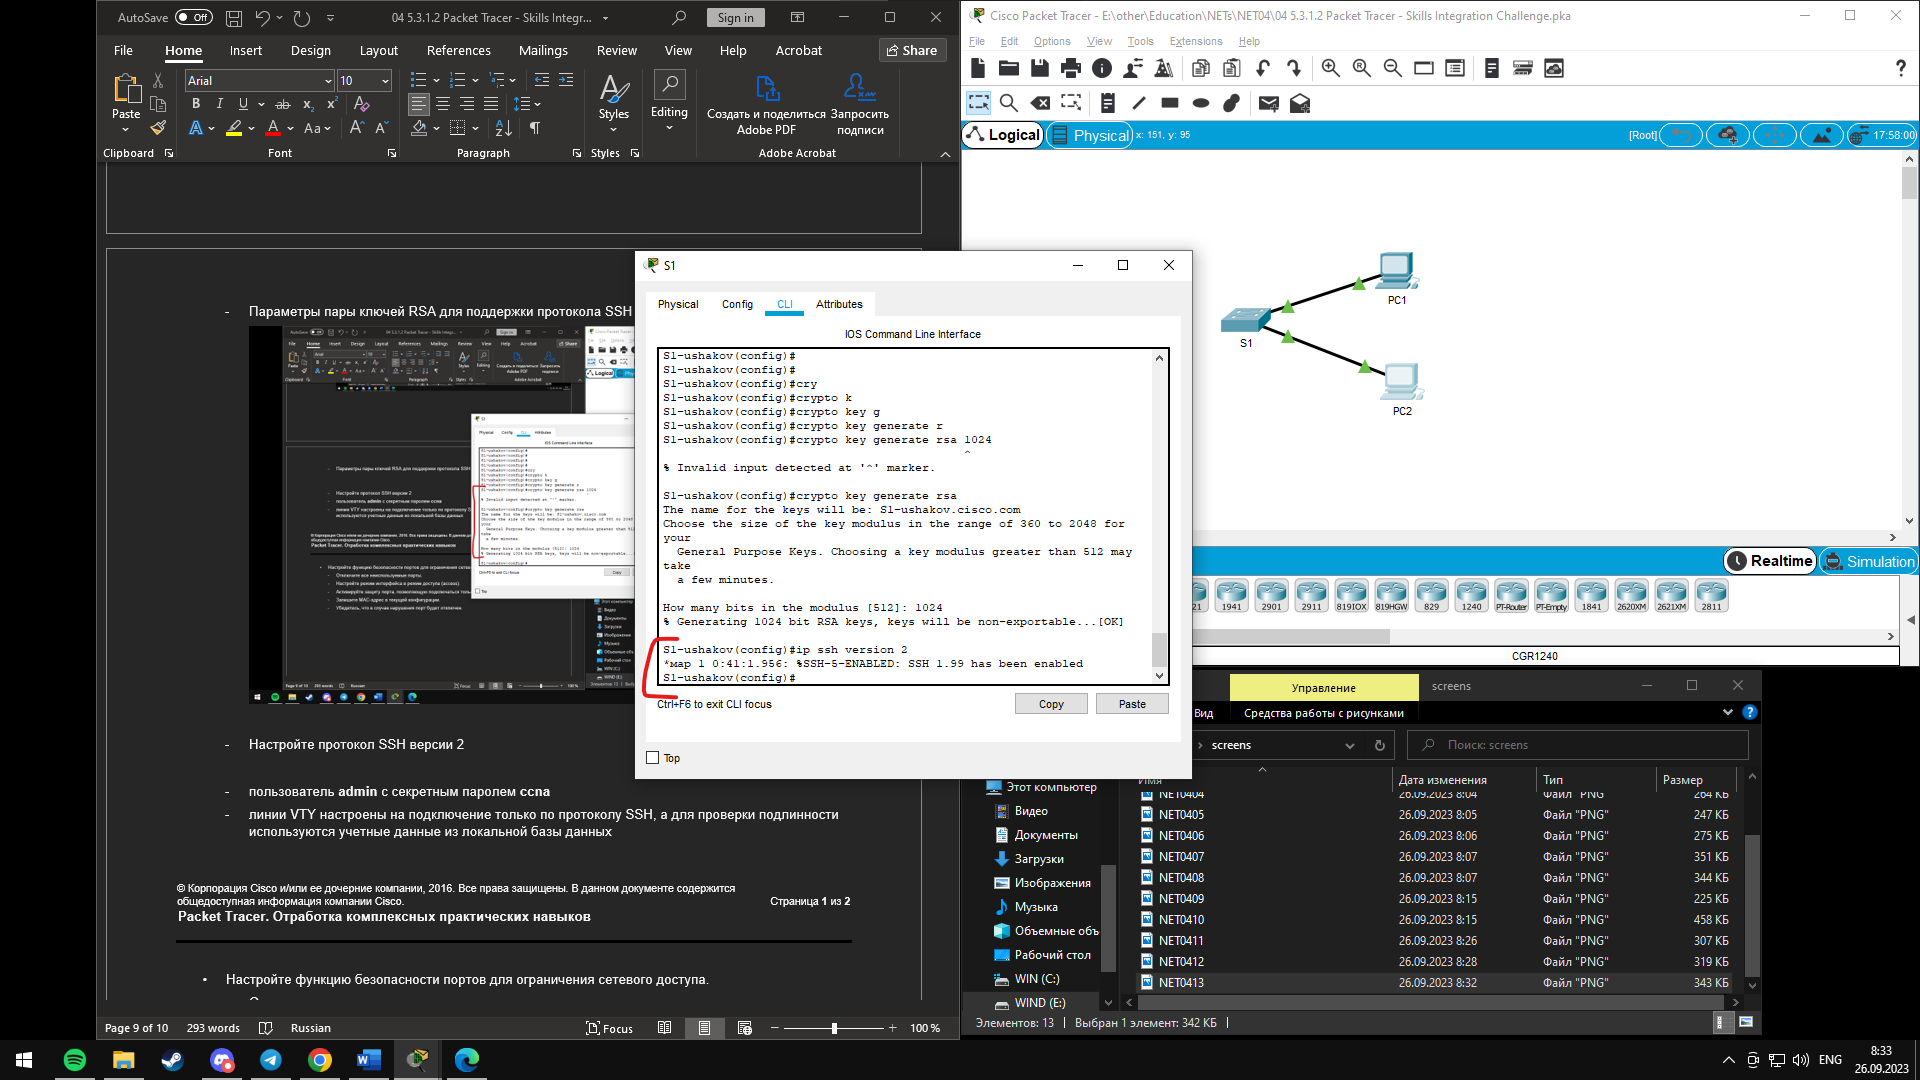 AutoSave Off
04 5.3.1.2 Packet Tracer - Skills Integr...
Sign in
File Home Insert Design Layout References Mailings Review View Help Acrobat Share
Paste
Arial 10
Styles
Editing
Создать и поделиться Adobe PDF
Запросить подписи
Clipboard Font Paragraph Styles Adobe Acrobat
- Параметры пары ключей RSA для поддержки протокола SSH
- Настройте протокол SSH версии 2
- пользователь admin с секретным паролем ccna
- линии VTY настроены на подключение только по протоколу SSH, а для проверки подлинности
используются учетные данные из локальной базы данных
© Корпорация Cisco и/или ее дочерние компании, 2016. Все права защищены. В данном документе содержится
общедоступная информация компании Cisco. Страница 1 из 2
Packet Tracer. Отработка комплексных практических навыков
• Настройте функцию безопасности портов для ограничения сетевого доступа.
Page 9 of 10 293 words Russian Focus 100 %
Cisco Packet Tracer - E:\other\Education\NETs\NET04\04 5.3.1.2 Packet Tracer - Skills Integration Challenge.pka
File Edit Options View Tools Extensions Help
Logical Physical x: 151, y: 95 [Root] 17:58:00
PC1
S1
PC2
Realtime Simulation
21 1941 2901 2911 819IOX 819HGW 829 1240 PT-Router PT-Empty 1841 2620XM 2621XM 2811
CGR1240
S1
Physical Config CLI Attributes
IOS Command Line Interface
S1-ushakov(config)#
S1-ushakov(config)#
S1-ushakov(config)#cry
S1-ushakov(config)#crypto k
S1-ushakov(config)#crypto key g
S1-ushakov(config)#crypto key generate r
S1-ushakov(config)#crypto key generate rsa 1024
^
% Invalid input detected at '^' marker.
S1-ushakov(config)#crypto key generate rsa
The name for the keys will be: S1-ushakov.cisco.com
Choose the size of the key modulus in the range of 360 to 2048 for
your
General Purpose Keys. Choosing a key modulus greater than 512 may
take
a few minutes.
How many bits in the modulus [512]: 1024
% Generating 1024 bit RSA keys, keys will be non-exportable...[OK]
S1-ushakov(config)#ip ssh version 2
*мар 1 0:41:1.956: %SSH-5-ENABLED: SSH 1.99 has been enabled
S1-ushakov(config)#
Ctrl+F6 to exit CLI focus
Copy Paste
Top
Управление screens
Вид Средства работы с рисунками
screens
Поиск: screens
Имя Дата изменения Тип Размер
Этот компьютер
Видео
Документы
Загрузки
Изображения
Музыка
Объемные объ
Рабочий стол
WIN (C:)
WIND (E:)
NET0404 26.09.2023 8:04 Файл "PNG" 264 КБ
NET0405 26.09.2023 8:05 Файл "PNG" 247 КБ
NET0406 26.09.2023 8:06 Файл "PNG" 275 КБ
NET0407 26.09.2023 8:07 Файл "PNG" 351 КБ
NET0408 26.09.2023 8:07 Файл "PNG" 344 КБ
NET0409 26.09.2023 8:15 Файл "PNG" 225 КБ
NET0410 26.09.2023 8:15 Файл "PNG" 458 КБ
NET0411 26.09.2023 8:26 Файл "PNG" 307 КБ
NET0412 26.09.2023 8:28 Файл "PNG" 319 КБ
NET0413 26.09.2023 8:32 Файл "PNG" 343 КБ
Элементов: 13 Выбран 1 элемент: 342 КБ
ENG
8:33
26.09.2023